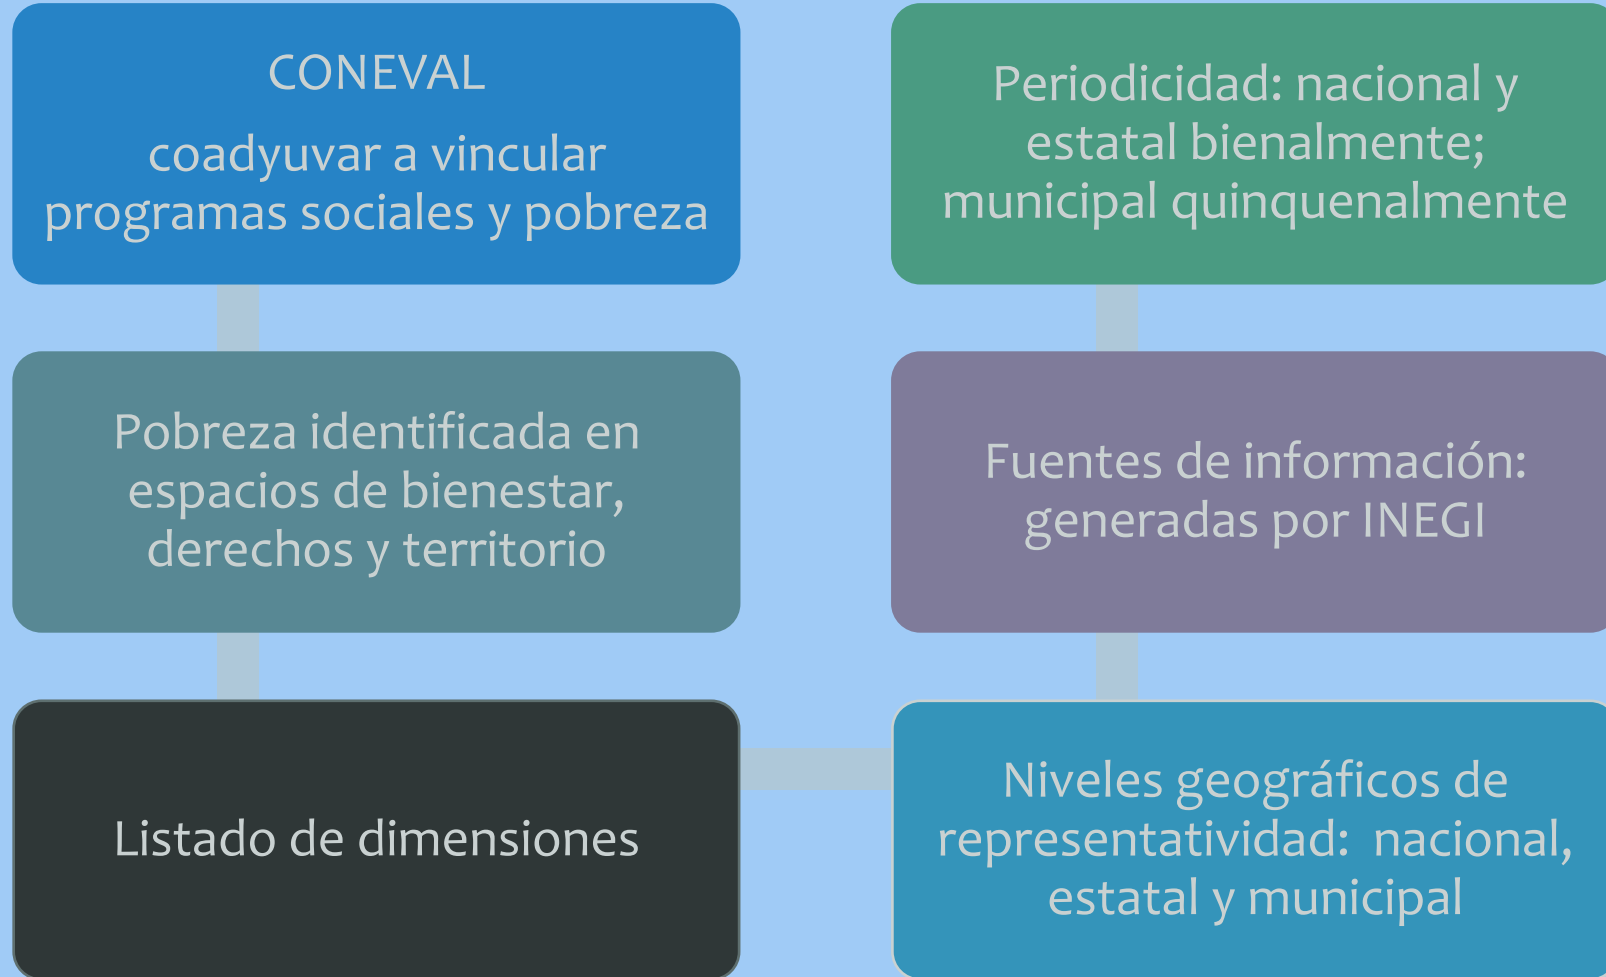 CONEVAL
coadyuvar a vincular
programas sociales y pobreza
Pobreza identificada en
espacios de bienestar,
derechos y territorio
Listado de dimensiones
Niveles geográficos de
representatividad:  nacional,
estatal y municipal
Fuentes de información:
generadas por INEGI
Periodicidad: nacional y
estatal bienalmente;
municipal quinquenalmente